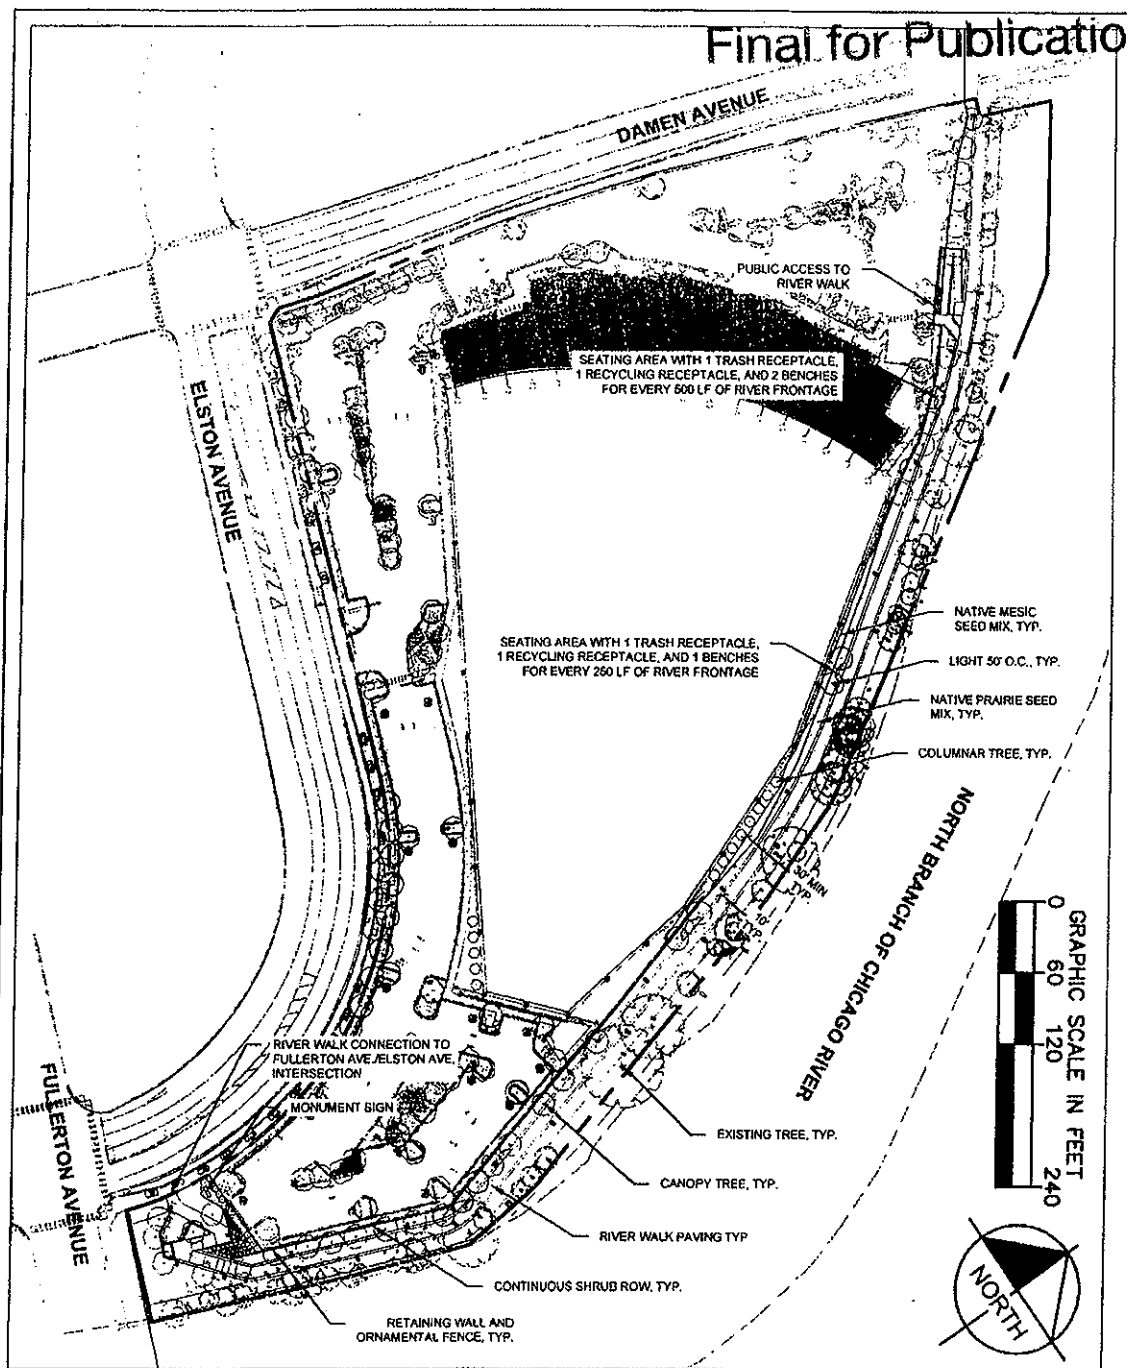 Final for Publicatio
DAMEN AVENUE
PUBLIC ACCESS TO
RIVER WALK
SEATING AREA WITH 1 TRASH RECEPTACLE,
1 RECYCLING RECEPTACLE, AND 2 BENCHES
FOR EVERY 500 LF OF RIVER FRONTAGE
ELSTON AVENUE
NATIVE MESIC
SEED MIX, TYP.
SEATING AREA WITH 1 TRASH RECEPTACLE,
1 RECYCLING RECEPTACLE, AND 1 BENCHES
FOR EVERY 250 LF OF RIVER FRONTAGE
LIGHT 50' O.C., TYP.
NATIVE PRAIRIE SEED
MIX, TYP.
COLUMNAR TREE, TYP.
NORTH BRANCH OF CHICAGO RIVER
30' MIN
TYP.
10'
TYP.
0
60
120
240
GRAPHIC SCALE IN FEET
RIVER WALK CONNECTION TO
FULLERTON AVE./ELSTON AVE.
INTERSECTION
MONUMENT SIGN
FULLERTON AVENUE
EXISTING TREE, TYP.
CANOPY TREE, TYP.
RIVER WALK PAVING TYP
CONTINUOUS SHRUB ROW, TYP.
RETAINING WALL AND
ORNAMENTAL FENCE, TYP.
NORTH